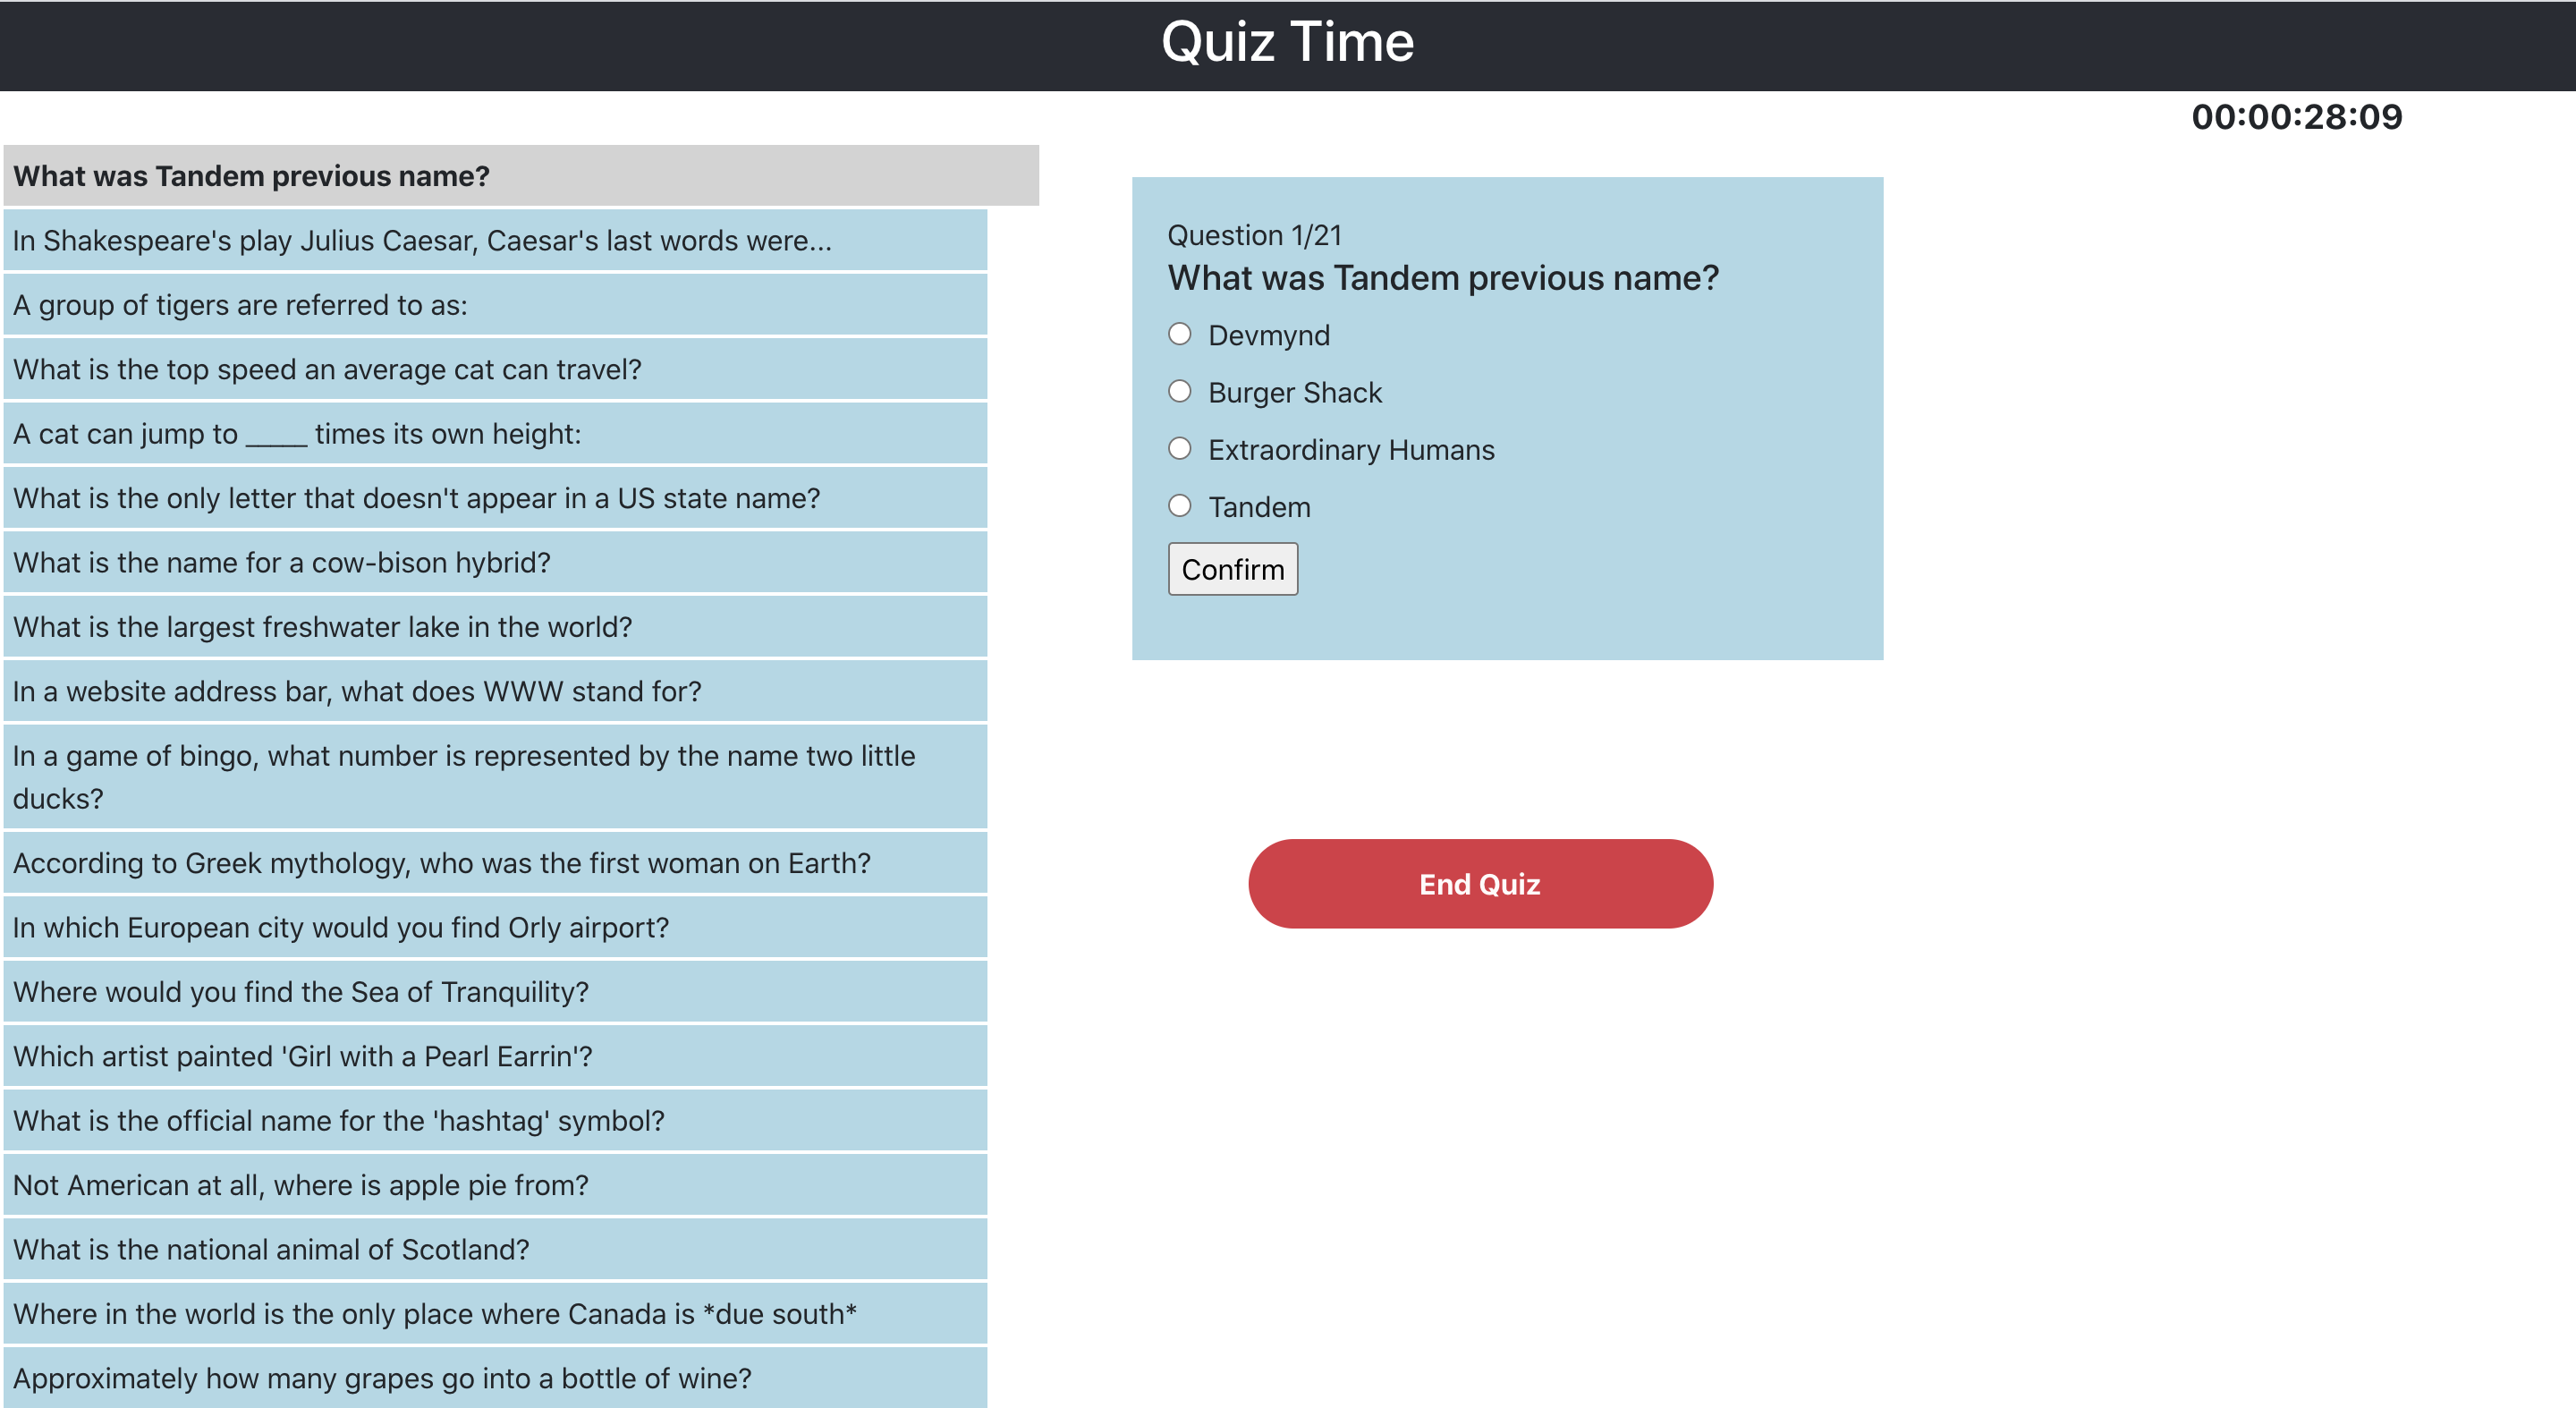 Quiz Time
00:00:28:09
What was Tandem previous name?
In Shakespeare's play Julius Caesar, Caesar's last words were...
A group of tigers are referred to as:
What is the top speed an average cat can travel?
A cat can jump to _____ times its own height:
What is the only letter that doesn't appear in a US state name?
What is the name for a cow-bison hybrid?
What is the largest freshwater lake in the world?
In a website address bar, what does WWW stand for?
In a game of bingo, what number is represented by the name two little
ducks?
According to Greek mythology, who was the first woman on Earth?
In which European city would you find Orly airport?
Where would you find the Sea of Tranquility?
Which artist painted 'Girl with a Pearl Earrin'?
What is the official name for the 'hashtag' symbol?
Not American at all, where is apple pie from?
What is the national animal of Scotland?
Where in the world is the only place where Canada is *due south*
Approximately how many grapes go into a bottle of wine?
Question 1/21
What was Tandem previous name?
Devmynd
Burger Shack
Extraordinary Humans
Tandem
Confirm
End Quiz